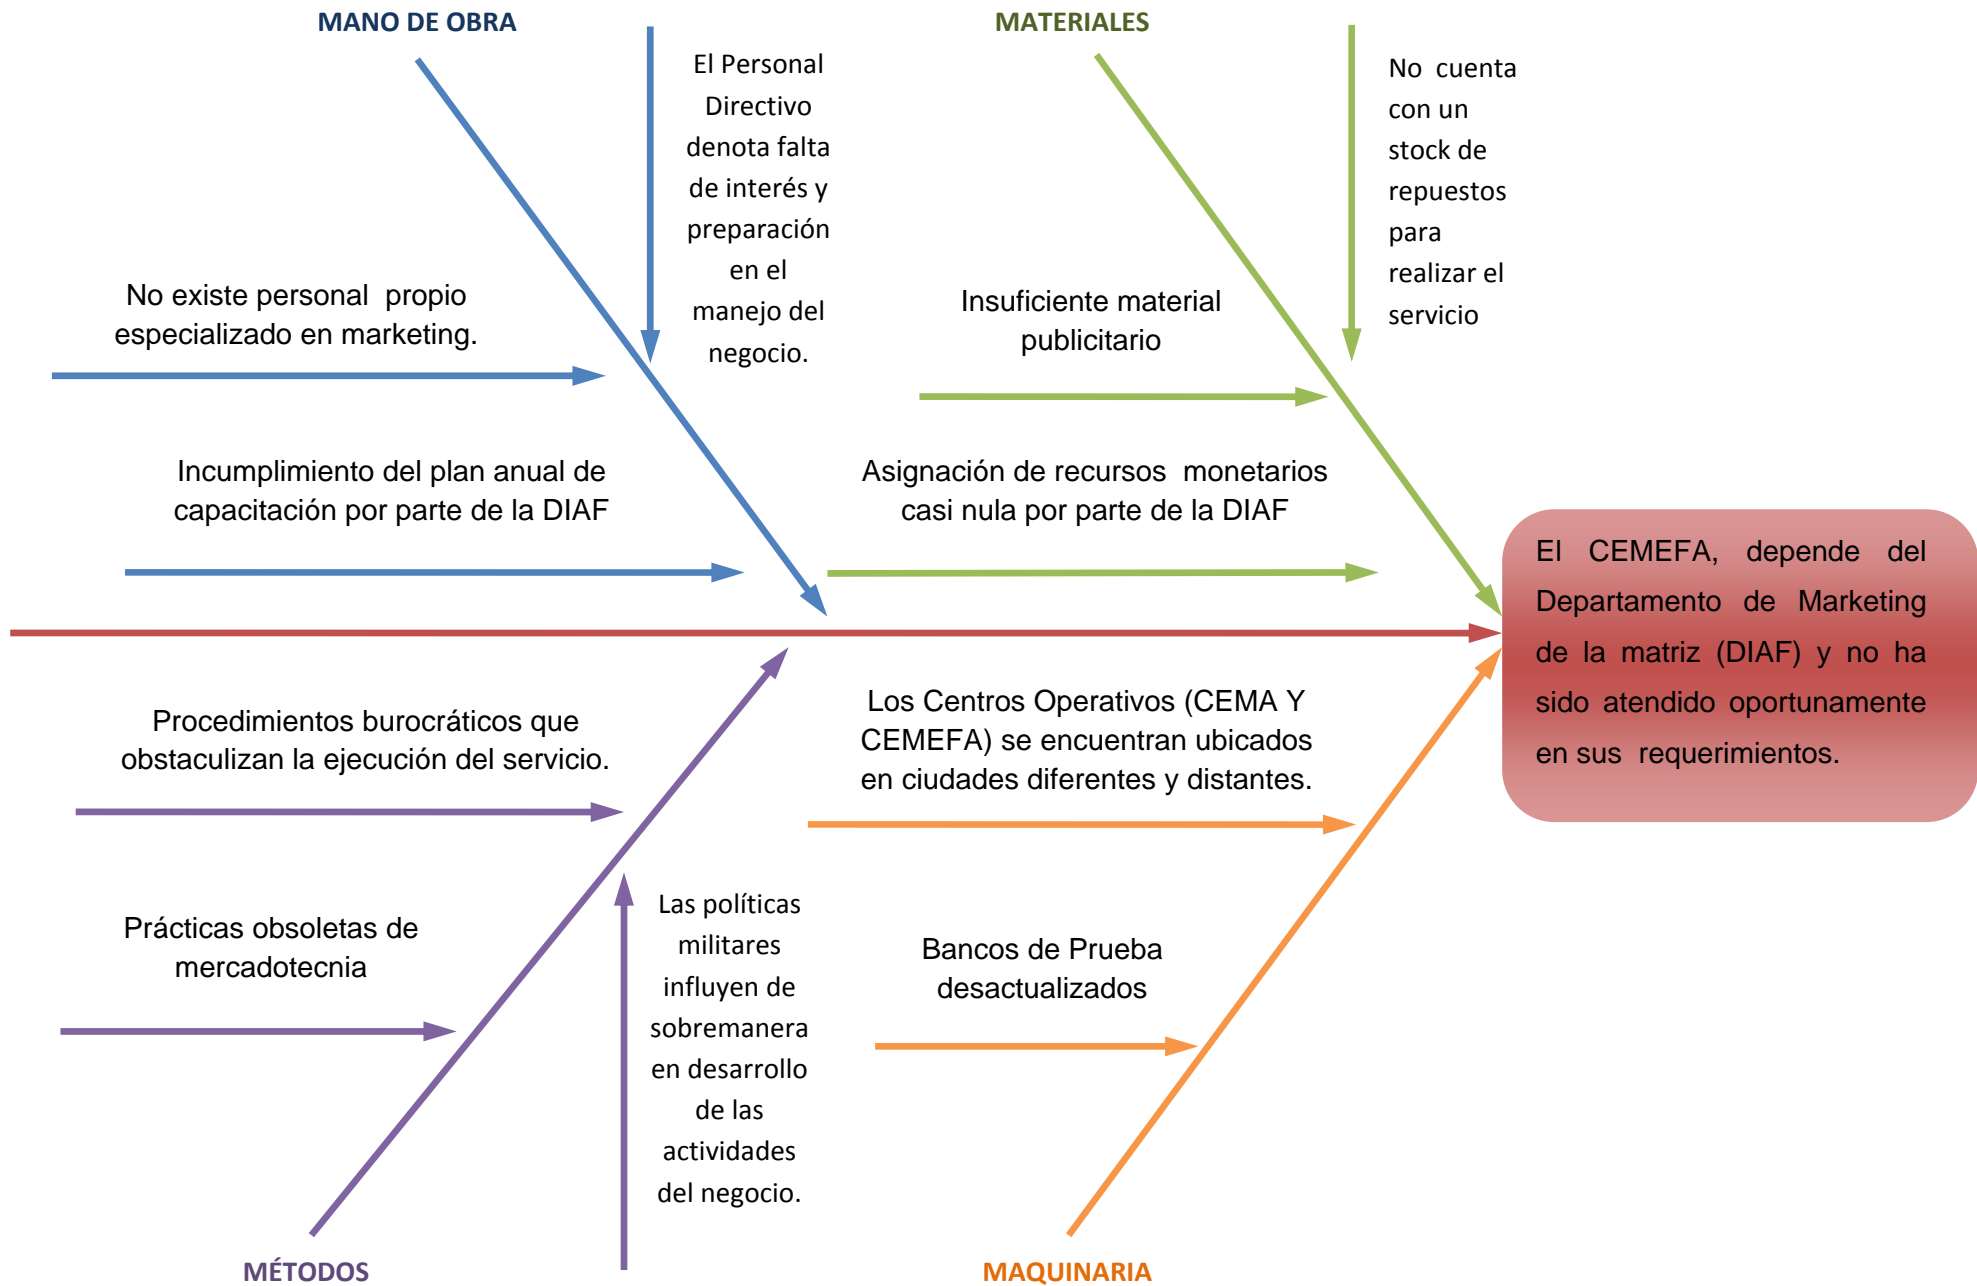 MANO DE OBRA
El Personal
Directivo
denota falta
de interés y
preparación
en el
manejo del
negocio.
No existe personal  propio
especializado en marketing.
Incumplimiento del plan anual de
capacitación por parte de la DIAF
MATERIALES
No  cuenta
con un
stock de
repuestos
para
realizar el
servicio
Insuficiente material
publicitario
Asignación de recursos  monetarios
casi nula por parte de la DIAF
El CEMEFA, depende del
Departamento de Marketing
de la matriz (DIAF) y no ha
sido atendido oportunamente
en sus  requerimientos.
Procedimientos burocráticos que
obstaculizan la ejecución del servicio.
Prácticas obsoletas de
mercadotecnia
Las políticas
militares
influyen de
sobremanera
en desarrollo
de las
actividades
del negocio.
MÉTODOS
Los Centros Operativos (CEMA Y
CEMEFA) se encuentran ubicados
en ciudades diferentes y distantes.
Bancos de Prueba
desactualizados
MAQUINARIA